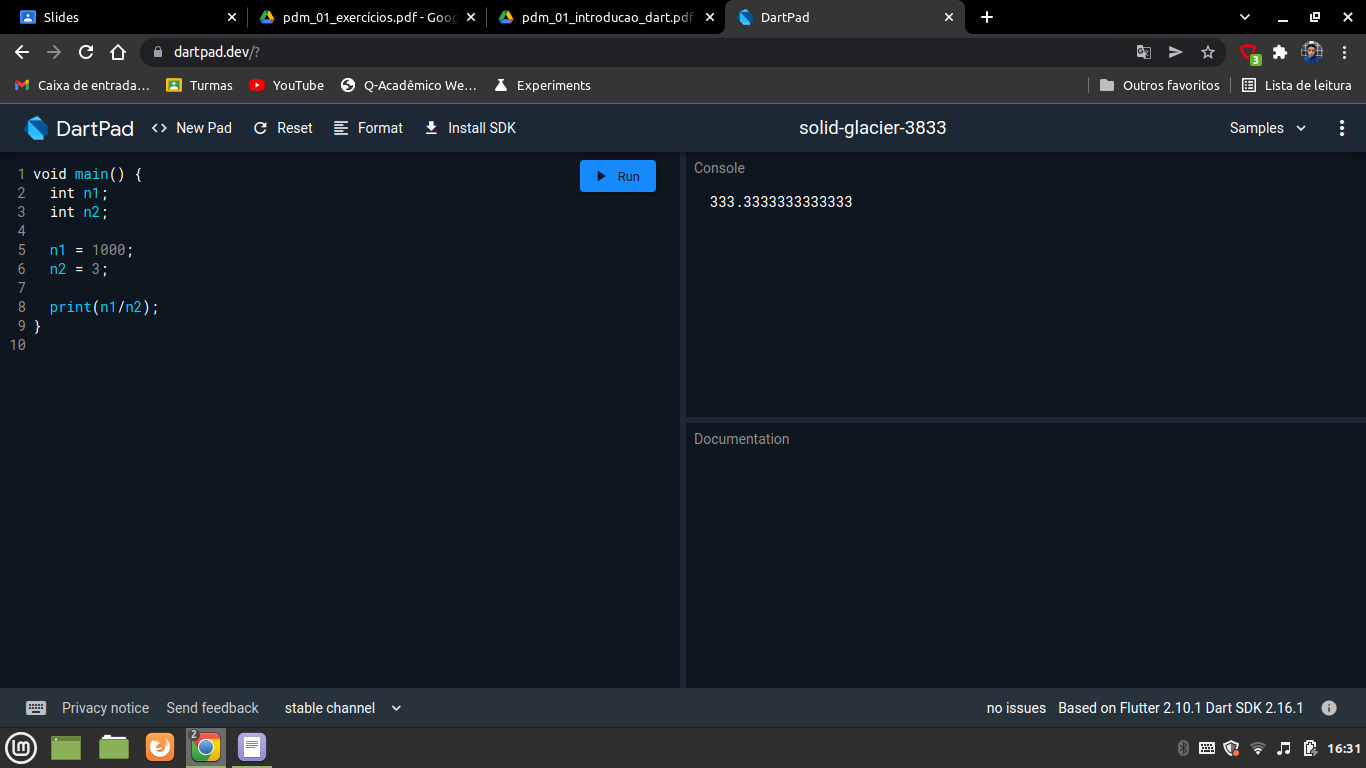 Slides
pdm_01_exercícios.pdf - Goog
pdm_01_introducao_dart.pdf
DartPad
dartpad.dev/?
3
Caixa de entrada...
Turmas
YouTube
Q-Acadêmico We...
Experiments
Outros favoritos
Lista de leitura
DartPad
<> New Pad
Reset
Format
Install SDK
solid-glacier-3833
Samples
1 void main() {
2 int n1;
3 int n2;
4
5 n1 = 1000;
6 n2 = 3;
7
8 print(n1/n2);
9 }
10
Run
Console
333.3333333333333
Documentation
Privacy notice
Send feedback
stable channel
no issues
Based on Flutter 2.10.1 Dart SDK 2.16.1
2
16:31